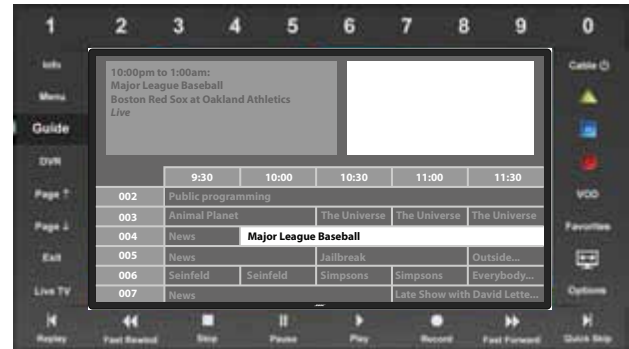 1 2 3 4 5 6 7 8 9 0
Info
Cable
10:00pm to 1:00am:
Major League Baseball
Boston Red Sox at Oakland Athletics
Live
Menu
Guide
DVR
9:30 10:00 10:30 11:00 11:30
Page ↑
VOD
002 Public programming
003 Animal Planet The Universe The Universe The Universe
Page ↓
Favorites
004 News Major League Baseball
Exit
005 News Jailbreak Outside...
006 Seinfeld Seinfeld Simpsons Simpsons Everybody...
Live TV
Options
007 News Late Show with David Lette...
Replay Fast Rewind Stop Pause Play Record Fast Forward Quick Skip